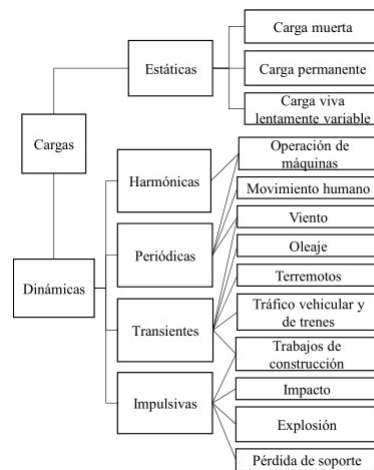 Carga muerta
Estáticas
Carga permanente
Carga viva
lentamente variable
Cargas
Operación de
máquinas
Harmónicas
Movimiento humano
Viento
Periódicas
Oleaje
Dinámicas
Terremotos
Transientes
Tráfico vehicular y
de trenes
Trabajos de
construcción
Impulsivas
Impacto
Explosión
Pérdida de soporte